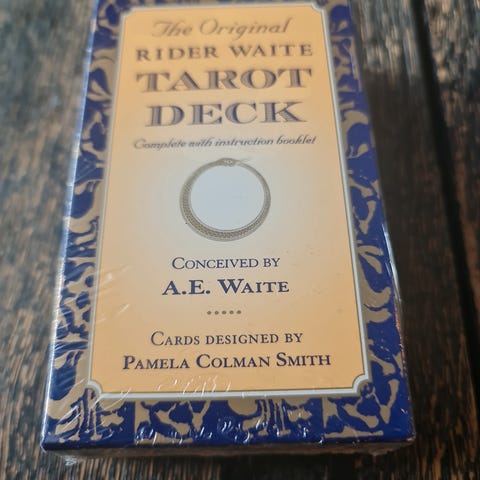 The Original
RIDER WAITE
TAROT
DECK
Complete with instruction booklet
CONCEIVED BY
A.E. WAITE
CARDS DESIGNED BY
PAMELA COLMAN SMITH